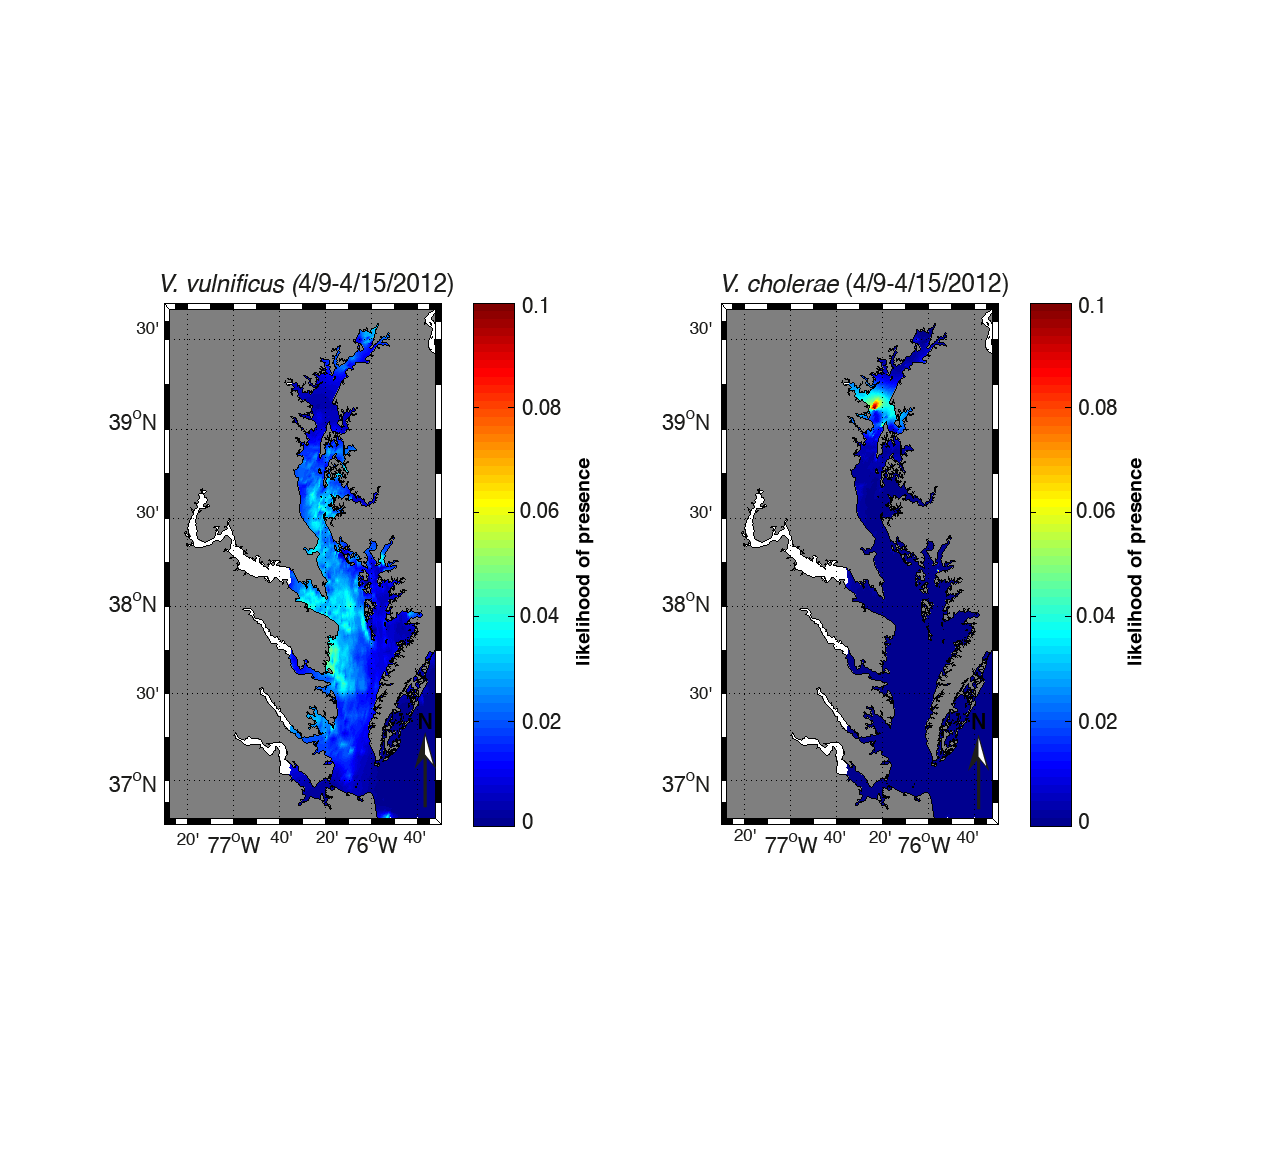 V. vulnificus (4/9-4/15/2012)
30'
39°N
30'
38°N
30'
37°N
20' 77°W 40' 20' 76°W 40'
N
0.1
0.08
0.06
0.04
0.02
0
likelihood of presence
V. cholerae (4/9-4/15/2012)
30'
39°N
30'
38°N
30'
37°N
20' 77°W 40' 20' 76°W 40'
N
0.1
0.08
0.06
0.04
0.02
0
likelihood of presence